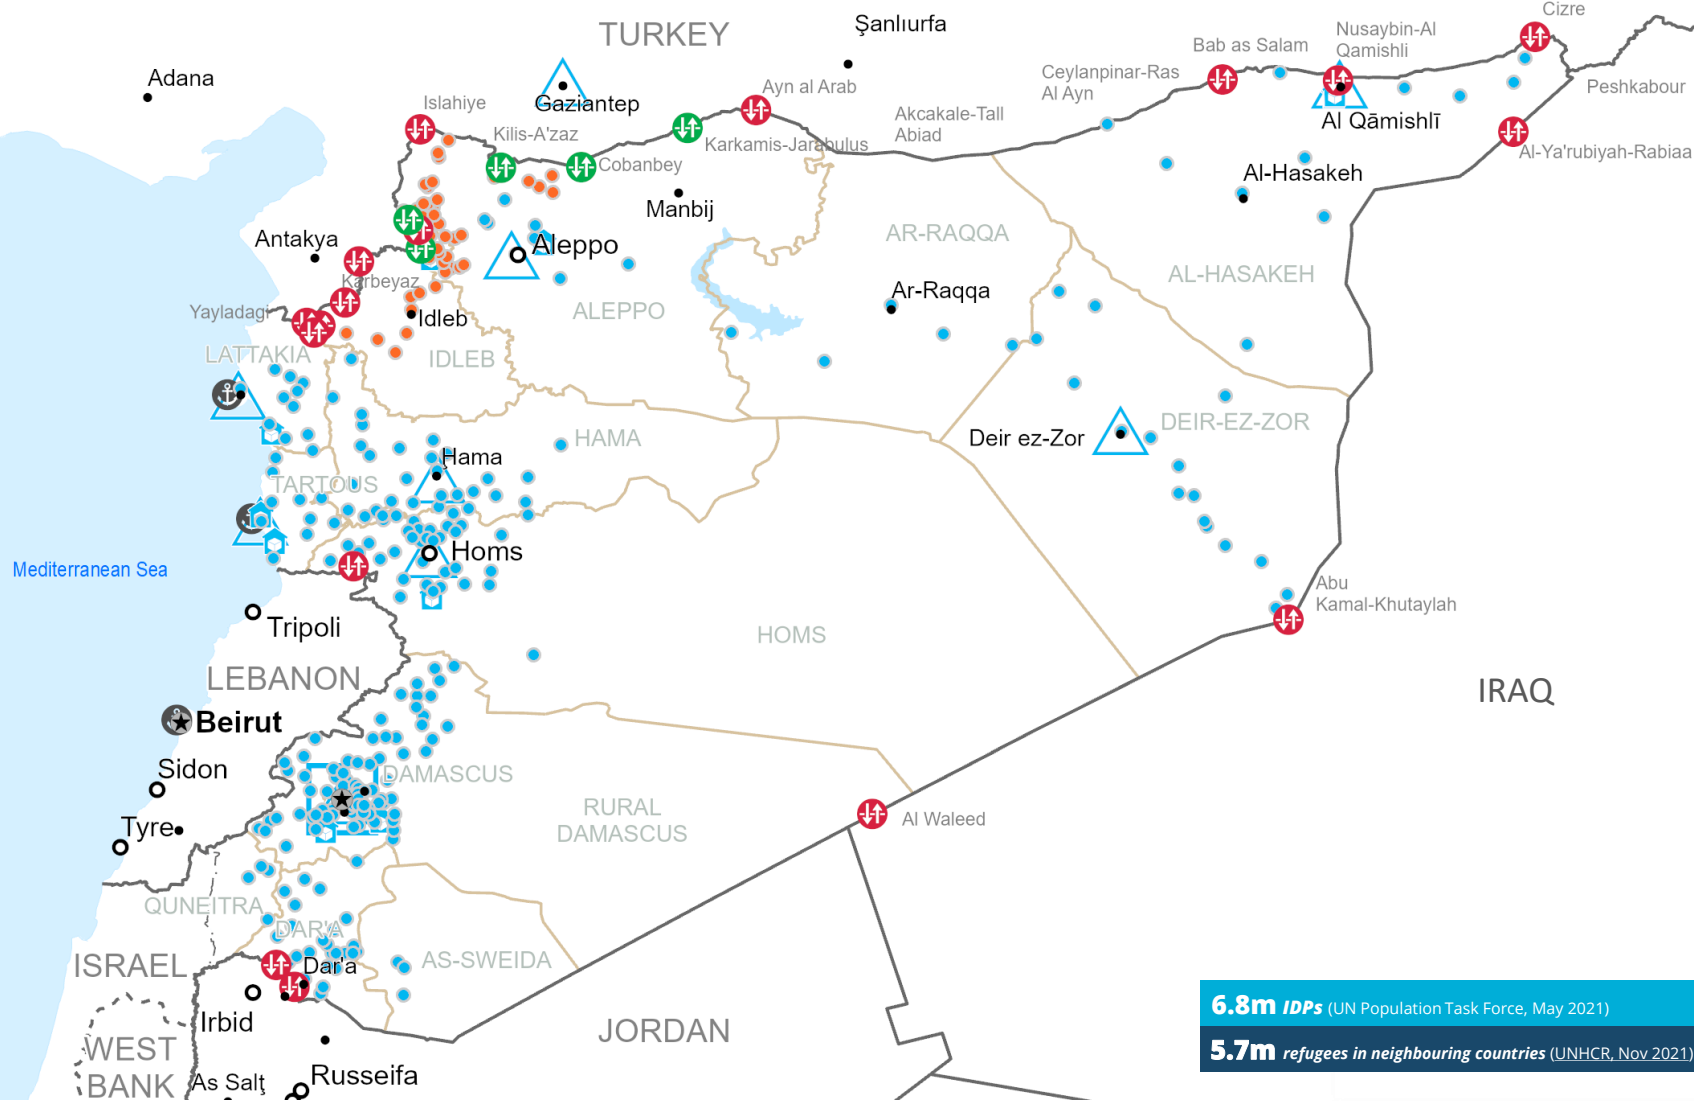 Cizre
TURKEY
Şanlıurfa
Nusaybin-Al
Qamishli
Bab as Salam
Adana
Ceylanpinar-Ras
Al Ayn
Ayn al Arab
Peshkabour
Islahiye
Gaziantep
Akcakale-Tall
Abiad
Al Qāmishlī
Kilis-A'zaz
Karkamis-Jarabulus
Al-Ya'rubiyah-Rabiaa
Cobanbey
Al-Hasakeh
Manbij
Antakya
Aleppo
AR-RAQQA
AL-HASAKEH
Karbeyaz
Ar-Raqqa
Yayladagi
ALEPPO
Idleb
LATTAKIA
IDLEB
DEIR-EZ-ZOR
HAMA
Deir ez-Zor
Hama
TARTOUS
Homs
Mediterranean Sea
Abu
Kamal-Khutaylah
Tripoli
HOMS
LEBANON
IRAQ
Beirut
Sidon
DAMASCUS
RURAL
DAMASCUS
Al Waleed
Tyre
QUNEITRA
DAR'A
AS-SWEIDA
ISRAEL
Dar'a
Irbid
JORDAN
WEST
BANK
As Salţ
Russeifa
6.8m IDPs (UN Population Task Force, May 2021)
5.7m refugees in neighbouring countries (UNHCR, Nov 2021)